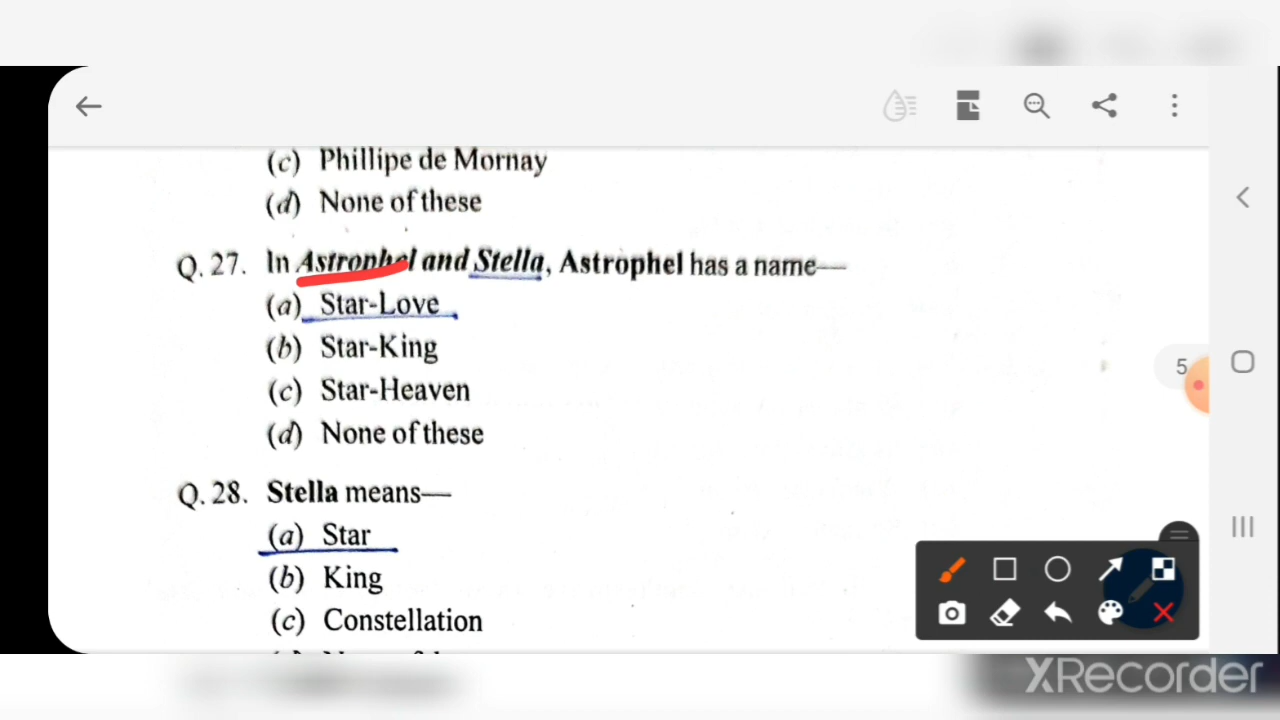 (c) Phillipe de Mornay
(d) None of these
Q. 27. In Astrophel and Stella, Astrophel has a name—
(a) Star-Love
(b) Star-King
(c) Star-Heaven
(d) None of these
5
Q. 28. Stella means—
(a) Star
(b) King
(c) Constellation
XRecorder